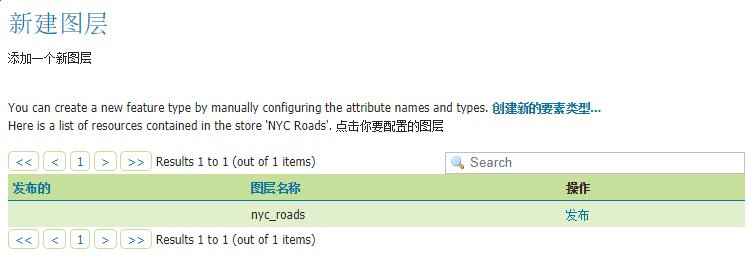 新建图层
添加一个新图层
You can create a new feature type by manually configuring the attribute names and types. 创建新的要素类型...
Here is a list of resources contained in the store 'NYC Roads'. 点击你要配置的图层
<< < 1 > >> Results 1 to 1 (out of 1 items) Search
发布的 图层名称 操作
nyc_roads 发布
<< < 1 > >> Results 1 to 1 (out of 1 items)